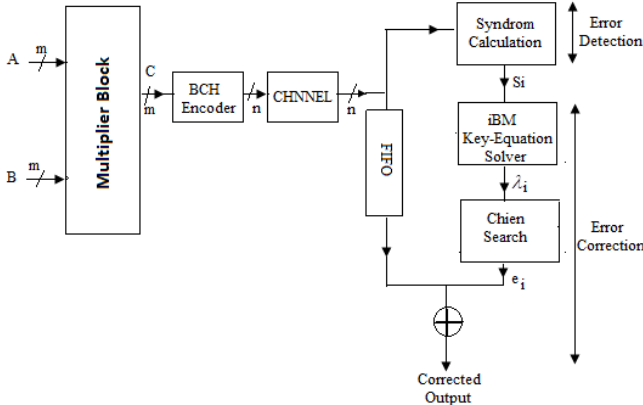 A
m
B
m
Multiplier Block
C
m
BCH
Encoder
n
CHNNEL
n
FIFO
Syndrom
Calculation
Error
Detection
Si
iBM
Key-Equation
Solver
λi
Chien
Search
ei
Error
Correction
Corrected
Output